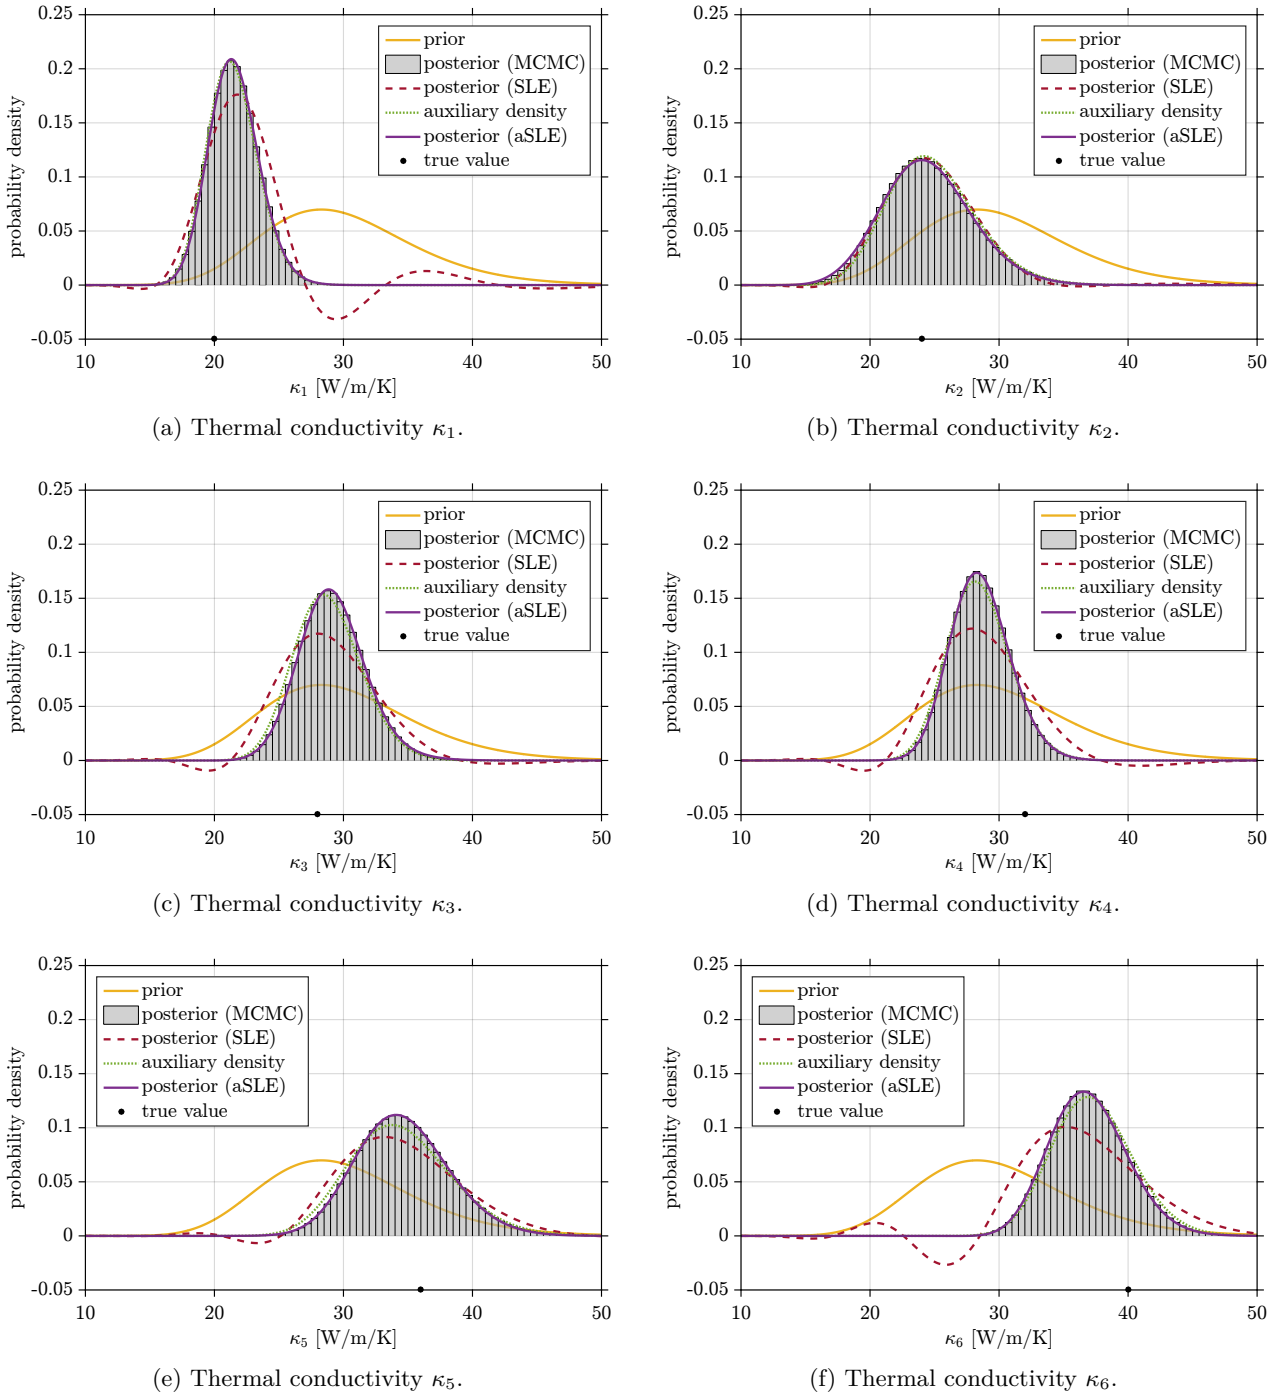 0.25
0.2
0.15
0.1
0.05
0
-0.05
probability density
prior
posterior (MCMC)
posterior (SLE)
auxiliary density
posterior (aSLE)
true value
10 20 30 40 50
κ1 [W/m/K]
(a) Thermal conductivity κ1.
0.25
0.2
0.15
0.1
0.05
0
-0.05
probability density
prior
posterior (MCMC)
posterior (SLE)
auxiliary density
posterior (aSLE)
true value
10 20 30 40 50
κ2 [W/m/K]
(b) Thermal conductivity κ2.
0.25
0.2
0.15
0.1
0.05
0
-0.05
probability density
prior
posterior (MCMC)
posterior (SLE)
auxiliary density
posterior (aSLE)
true value
10 20 30 40 50
κ3 [W/m/K]
(c) Thermal conductivity κ3.
0.25
0.2
0.15
0.1
0.05
0
-0.05
probability density
prior
posterior (MCMC)
posterior (SLE)
auxiliary density
posterior (aSLE)
true value
10 20 30 40 50
κ4 [W/m/K]
(d) Thermal conductivity κ4.
0.25
0.2
0.15
0.1
0.05
0
-0.05
probability density
prior
posterior (MCMC)
posterior (SLE)
auxiliary density
posterior (aSLE)
true value
10 20 30 40 50
κ5 [W/m/K]
(e) Thermal conductivity κ5.
0.25
0.2
0.15
0.1
0.05
0
-0.05
probability density
prior
posterior (MCMC)
posterior (SLE)
auxiliary density
posterior (aSLE)
true value
10 20 30 40 50
κ6 [W/m/K]
(f) Thermal conductivity κ6.